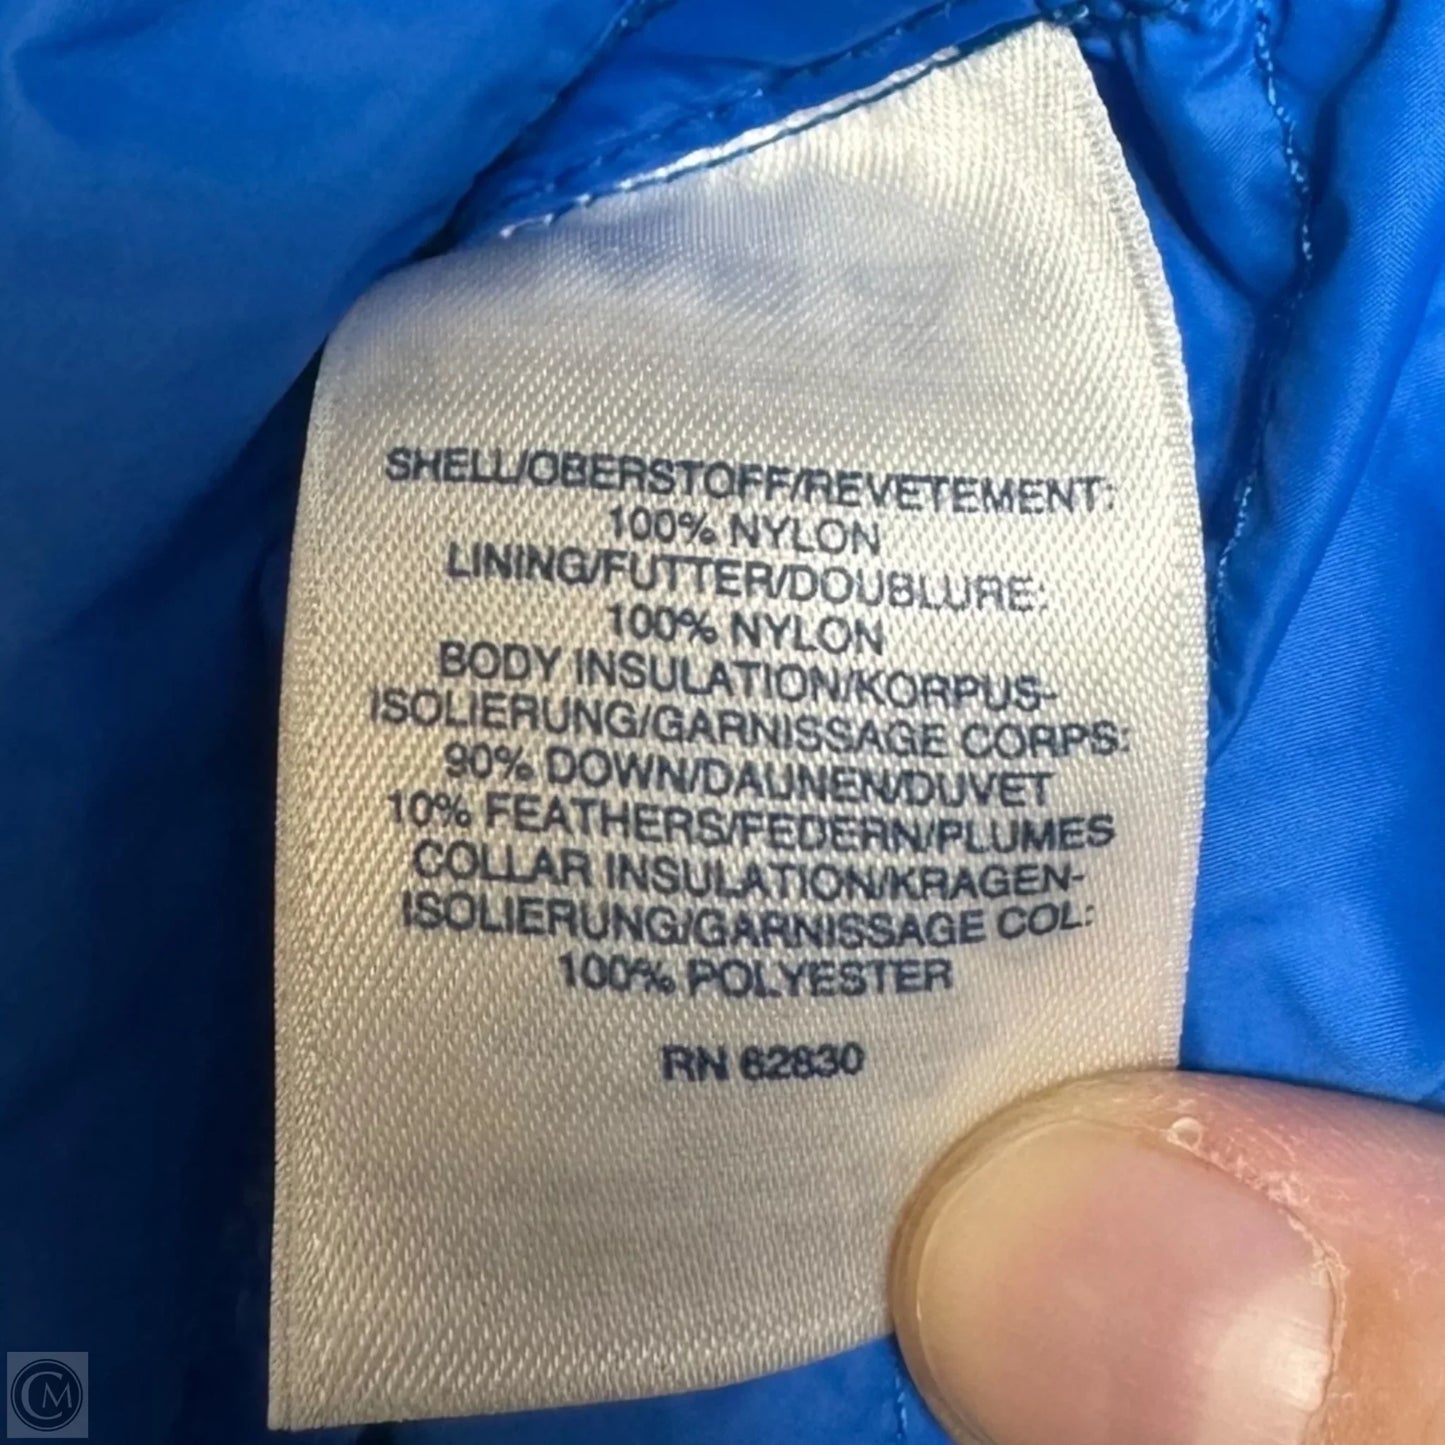 SHELL/OBERSTOFF/REVETEMENT:
100% NYLON
LINING/FUTTER/DOUBLURE:
100% NYLON
BODY INSULATION/KORPUS-
ISOLIERUNG/GARNISSAGE CORPS:
90% DOWN/DAUNEN/DUVET
10% FEATHERS/FEDERN/PLUMES
COLLAR INSULATION/KRAGEN-
ISOLIERUNG/GARNISSAGE COL:
100% POLYESTER
RN 62830
CM